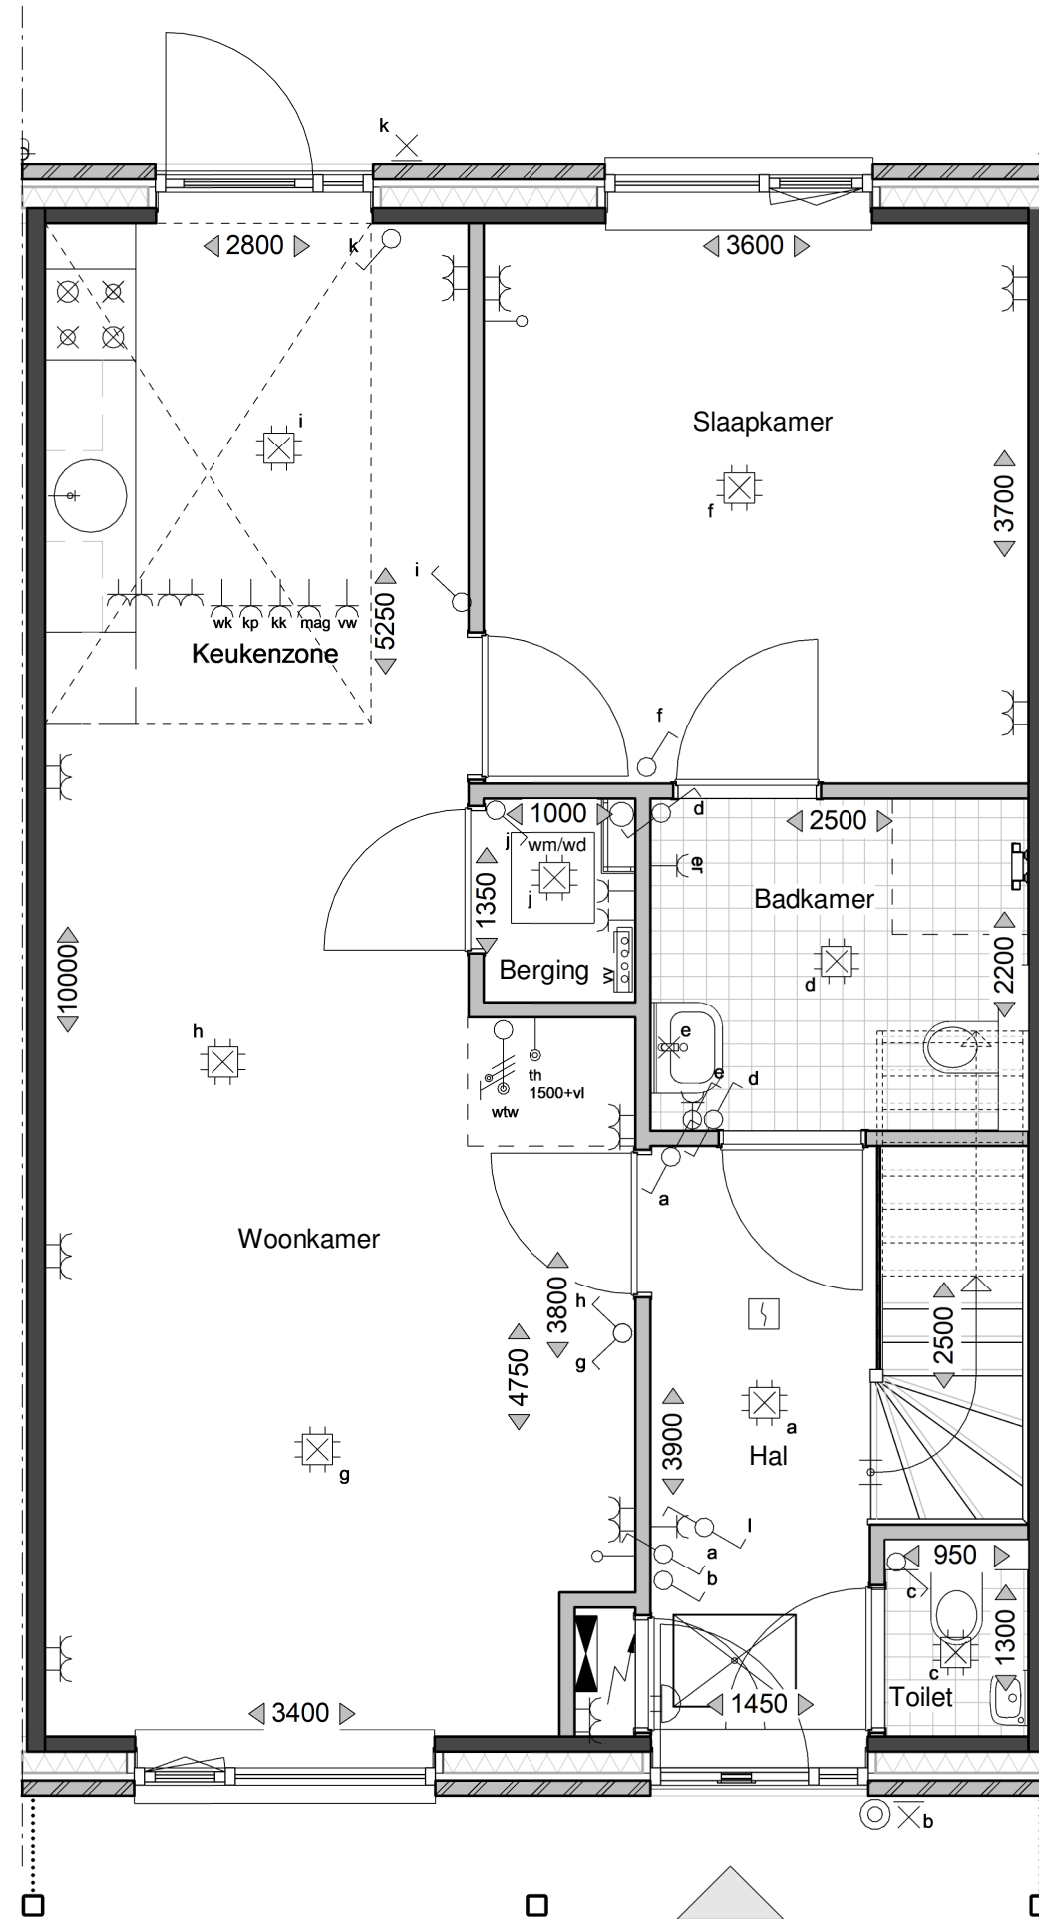 k
2800
k
3600
i
Slaapkamer
f
3700
i
wk kp kk mag vw
5250
Keukenzone
f
1000
d
2500
j
wm/wd
er
j
1350
Badkamer
10000
Berging
vv
d
2200
h
e
th
1500+vl
wtw
e
d
a
Woonkamer
3800
h
g
4750
2500
a
3900
Hal
g
l
a
b
950
c
1300
c
Toilet
3400
1450
b